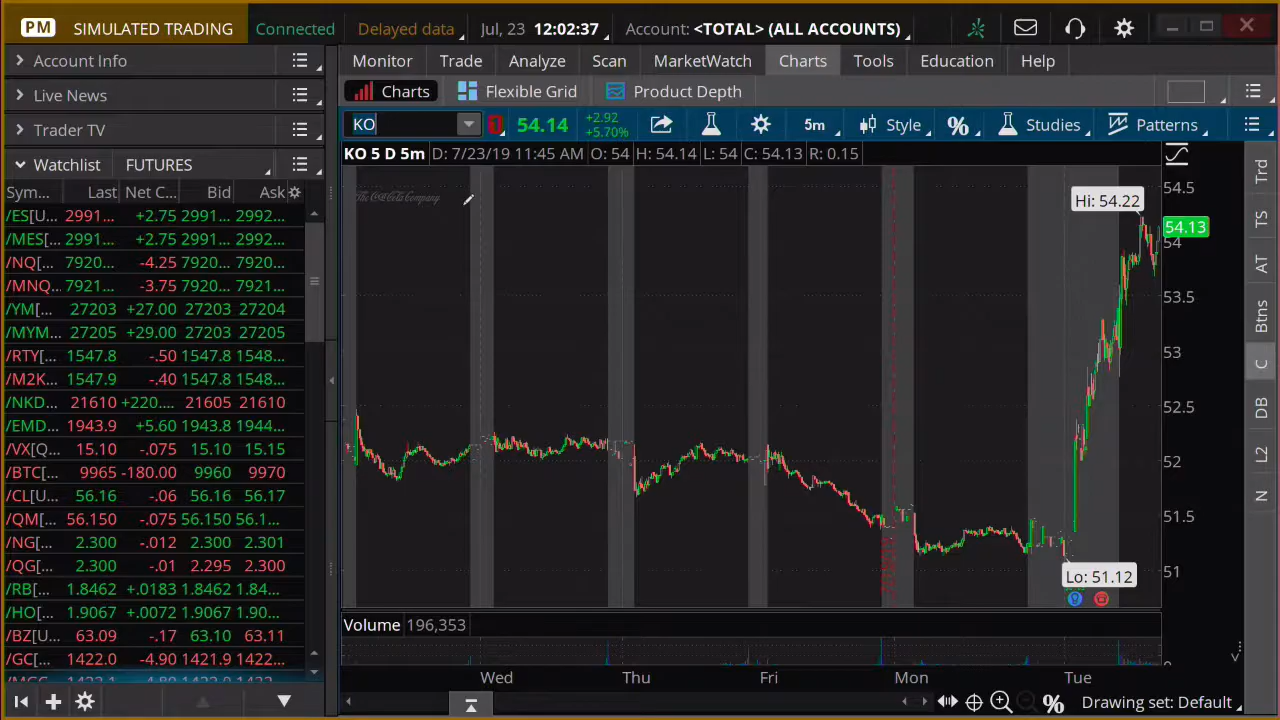 PM SIMULATED TRADING Connected Delayed data Jul, 23 12:02:37 Account: <TOTAL> (ALL ACCOUNTS)
Account Info
Live News
Trader TV
Watchlist FUTURES
Sym... Last Net C... Bid Ask
/ES[U... 2991... +2.75 2991... 2992...
/MES[... 2991... +2.75 2991... 2992...
/NQ[... 7920... -4.25 7920... 7920...
/MNQ... 7921... -3.75 7920... 7921...
/YM[... 27203 +27.00 27203 27204
/MYM... 27205 +29.00 27203 27205
/RTY[... 1547.8 -.50 1547.8 1548...
/M2K... 1547.9 -.40 1547.8 1548...
/NKD... 21610 +220.... 21605 21610
/EMD... 1943.9 +5.60 1943.8 1944...
/VX[Q... 15.10 -.075 15.10 15.15
/BTC[... 9965 -180.00 9960 9970
/CL[U... 56.16 -.06 56.16 56.17
/QM[... 56.150 -.075 56.150 56.1...
/NG[... 2.300 -.012 2.300 2.301
/QG[... 2.300 -.01 2.295 2.300
/RB[... 1.8462 +.0183 1.8462 1.84...
/HO[... 1.9067 +.0072 1.9067 1.90...
/BZ[U... 63.09 -.17 63.10 63.11
/GC[... 1422.0 -4.90 1421.9 1422...
Monitor Trade Analyze Scan MarketWatch Charts Tools Education Help
Charts Flexible Grid Product Depth
KO 54.14 +2.92 +5.70% 5m Style % Studies Patterns
KO 5 D 5m D: 7/23/19 11:45 AM O: 54 H: 54.14 L: 54 C: 54.13 R: 0.15
The Coca-Cola Company
Hi: 54.22
Lo: 51.12
54.5
54.13
54
53.5
53
52.5
52
51.5
51
Volume 196,353
Wed Thu Fri Mon Tue
% Drawing set: Default
Trd
TS
AT
Btns
C
DB
L2
N